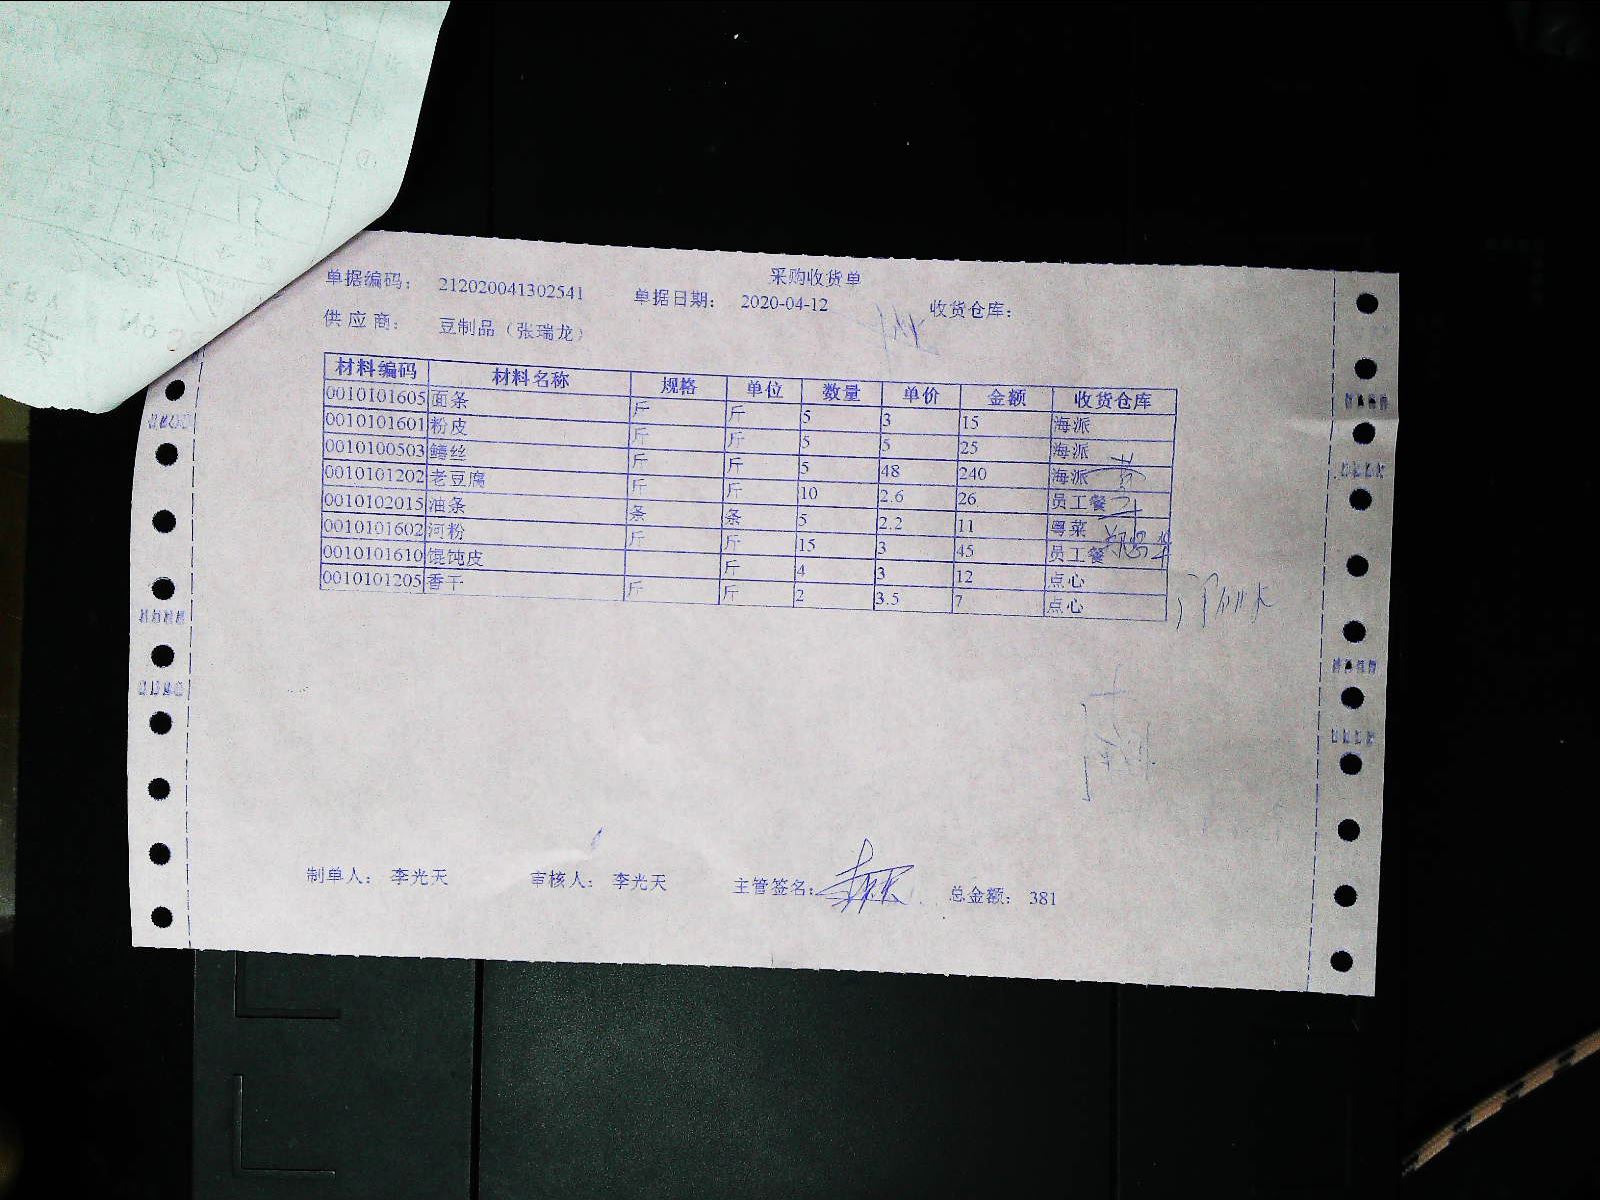 采购收货单
单据编码： 212020041302541 单据日期： 2020-04-12 收货仓库：
供应商： 豆制品（张瑞龙）
材料编码 材料名称 规格 单位 数量 单价 金额 收货仓库
0010101605 面条 斤 斤 5 3 15 海派
0010101601 粉皮 斤 斤 5 5 25 海派
0010100503 鳝丝 斤 斤 5 48 240 海派
0010101202 老豆腐 斤 斤 10 2.6 26 员工餐
0010102015 油条 条 条 5 2.2 11 粤菜
0010101602 河粉 斤 斤 15 3 45 员工餐
0010101610 馄饨皮 斤 4 3 12 点心
0010101205 香干 斤 斤 2 3.5 7 点心
制单人： 李光天 审核人： 李光天 主管签名： 总金额： 381